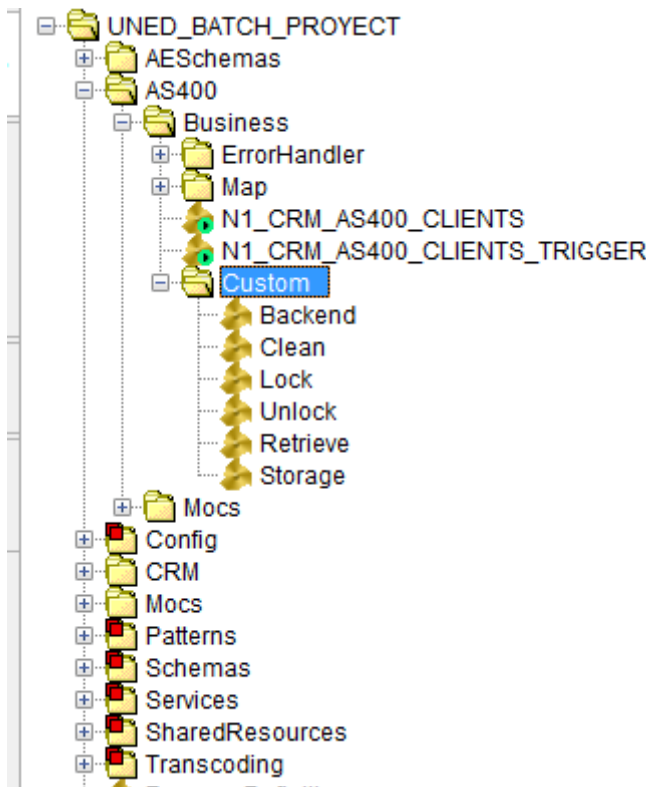 UNED_BATCH_PROYECT
AESchemas
AS400
Business
ErrorHandler
Map
N1_CRM_AS400_CLIENTS
N1_CRM_AS400_CLIENTS_TRIGGER
Custom
Backend
Clean
Lock
Unlock
Retrieve
Storage
Mocs
Config
CRM
Mocs
Patterns
Schemas
Services
SharedResources
Transcoding